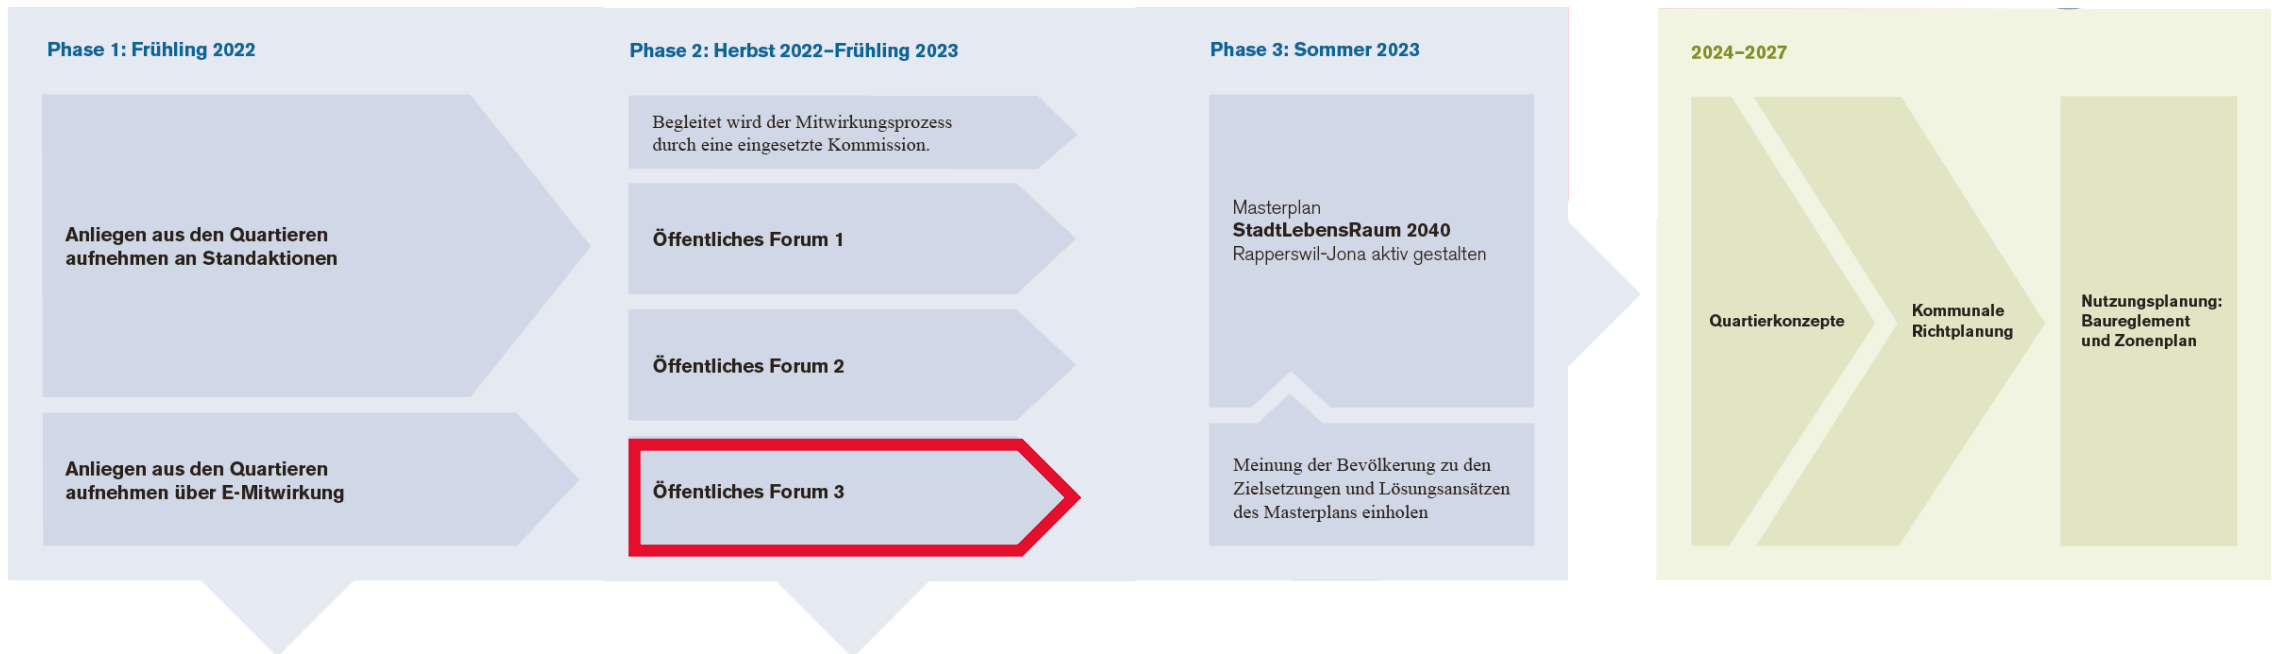 Phase 1: Frühling 2022
Anliegen aus den Quartieren
aufnehmen an Standaktionen
Anliegen aus den Quartieren
aufnehmen über E-Mitwirkung
Phase 2: Herbst 2022–Frühling 2023
Begleitet wird der Mitwirkungsprozess
durch eine eingesetzte Kommission.
Öffentliches Forum 1
Öffentliches Forum 2
Öffentliches Forum 3
Phase 3: Sommer 2023
Masterplan
StadtLebensRaum 2040
Rapperswil-Jona aktiv gestalten
Meinung der Bevölkerung zu den
Zielsetzungen und Lösungsansätzen
des Masterplans einholen
2024–2027
Quartierkonzepte
Kommunale
Richtplanung
Nutzungsplanung:
Baureglement
und Zonenplan